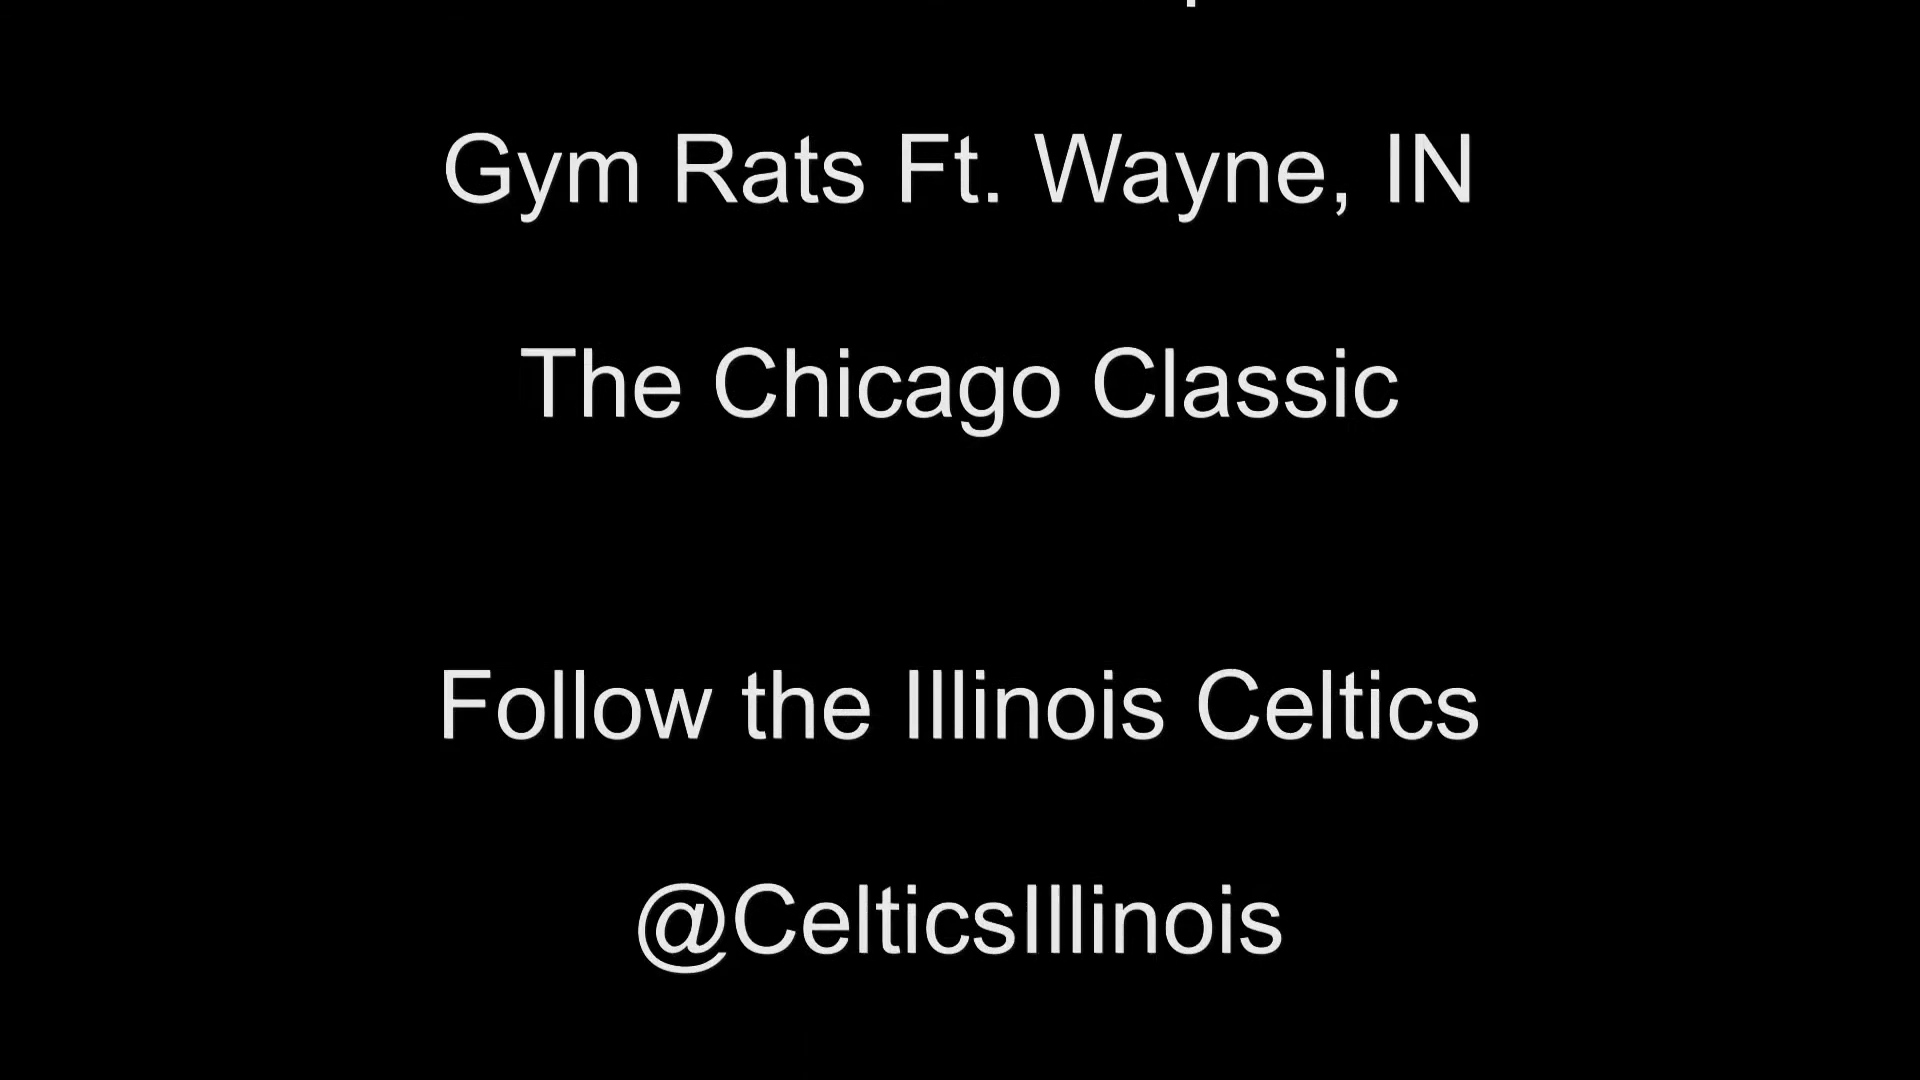 Gym Rats Ft. Wayne, IN
The Chicago Classic
Follow the Illinois Celtics
@CelticsIllinois